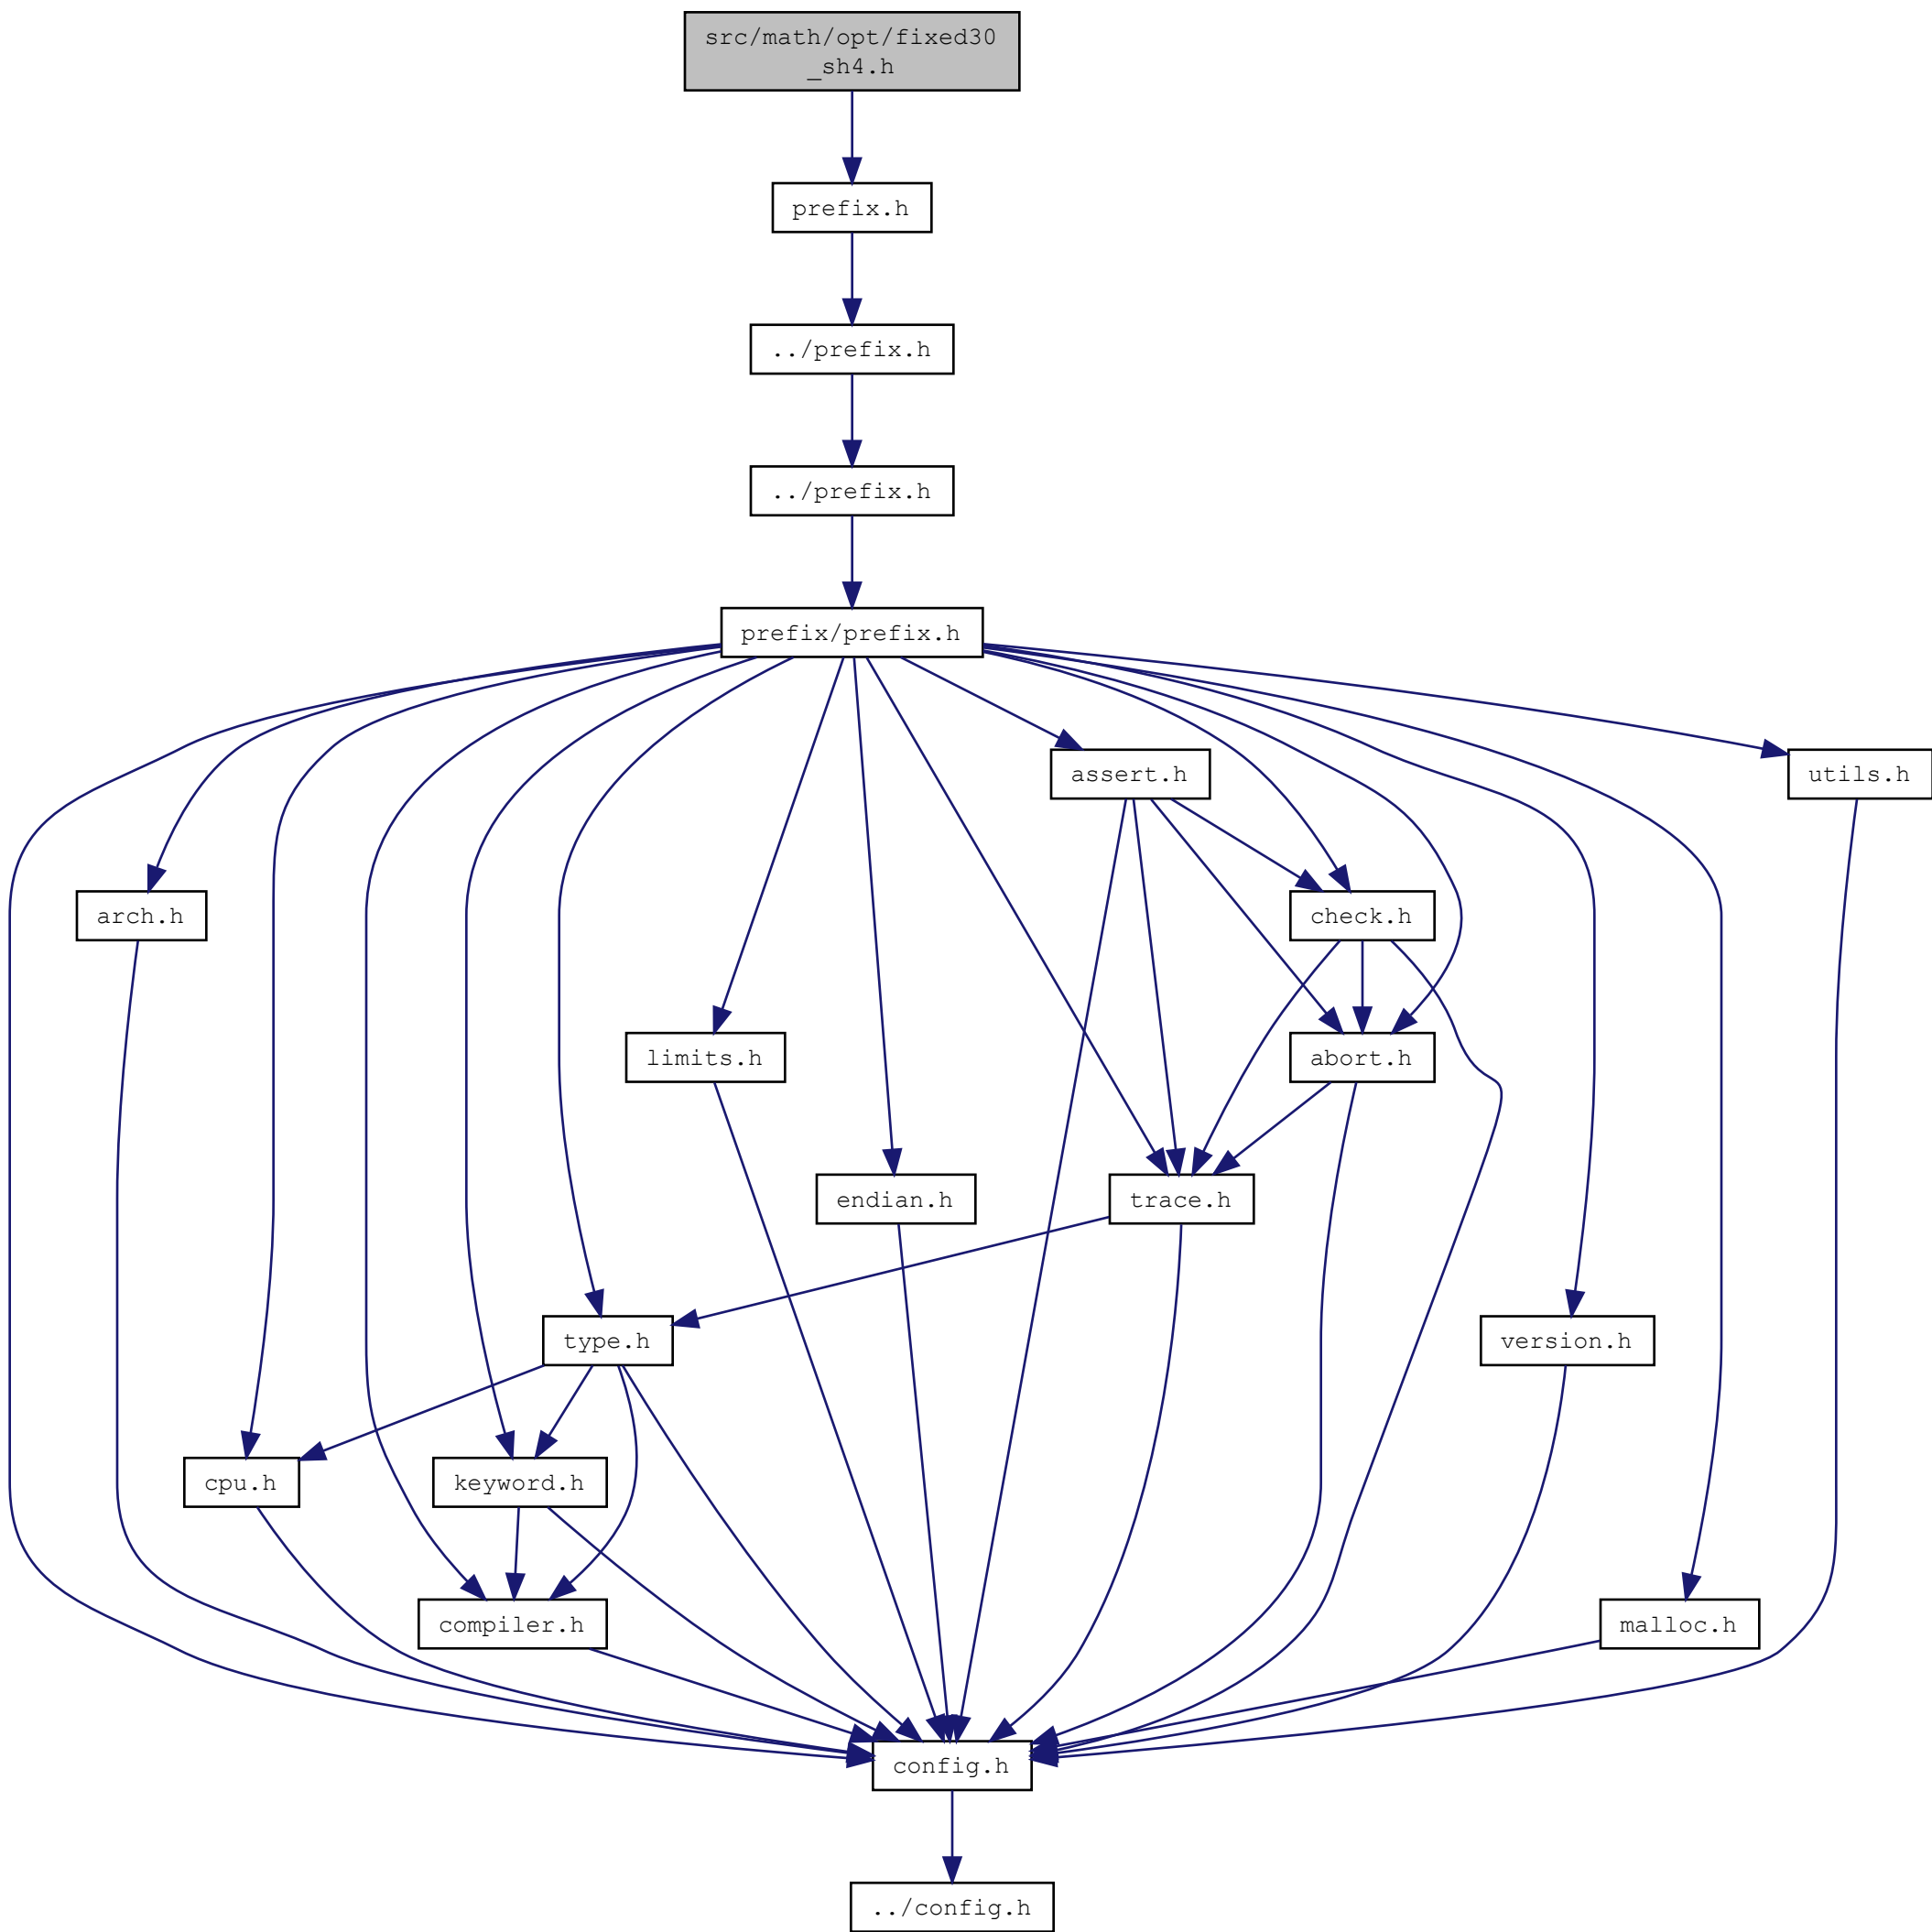 src/math/opt/fixed30
_sh4.h
prefix.h
../prefix.h
../prefix.h
prefix/prefix.h
assert.h
utils.h
arch.h
check.h
limits.h
abort.h
endian.h
trace.h
type.h
version.h
cpu.h
keyword.h
compiler.h
malloc.h
config.h
../config.h